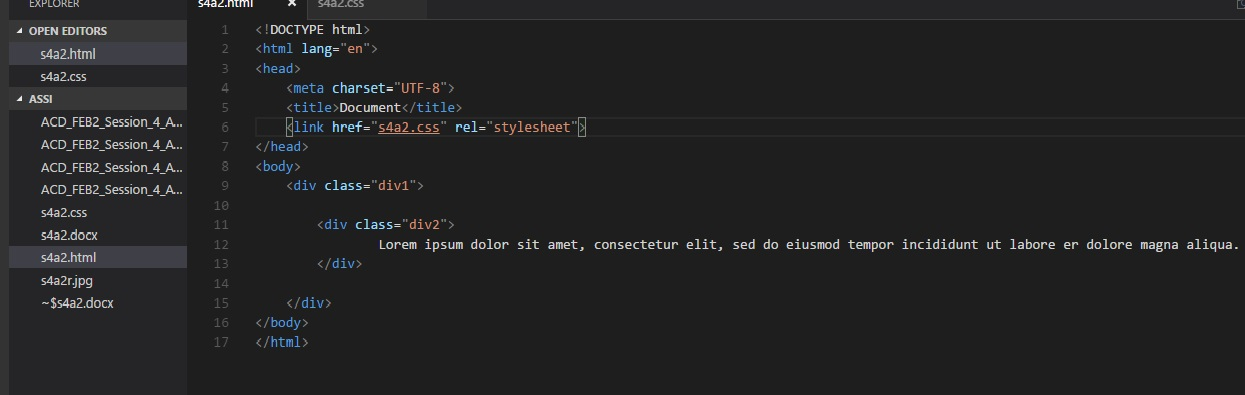 EXPLORER
OPEN EDITORS
s4a2.html
s4a2.css
ASSI
ACD_FEB2_Session_4_A...
ACD_FEB2_Session_4_A...
ACD_FEB2_Session_4_A...
ACD_FEB2_Session_4_A...
s4a2.css
s4a2.docx
s4a2.html
s4a2r.jpg
~$s4a2.docx
s4a2.html × s4a2.css
1 <!DOCTYPE html>
2 <html lang="en">
3 <head>
4 <meta charset="UTF-8">
5 <title>Document</title>
6 <link href="s4a2.css" rel="stylesheet">
7 </head>
8 <body>
9 <div class="div1">
10
11 <div class="div2">
12 Lorem ipsum dolor sit amet, consectetur elit, sed do eiusmod tempor incididunt ut labore er dolore magna aliqua.
13 </div>
14
15 </div>
16 </body>
17 </html>